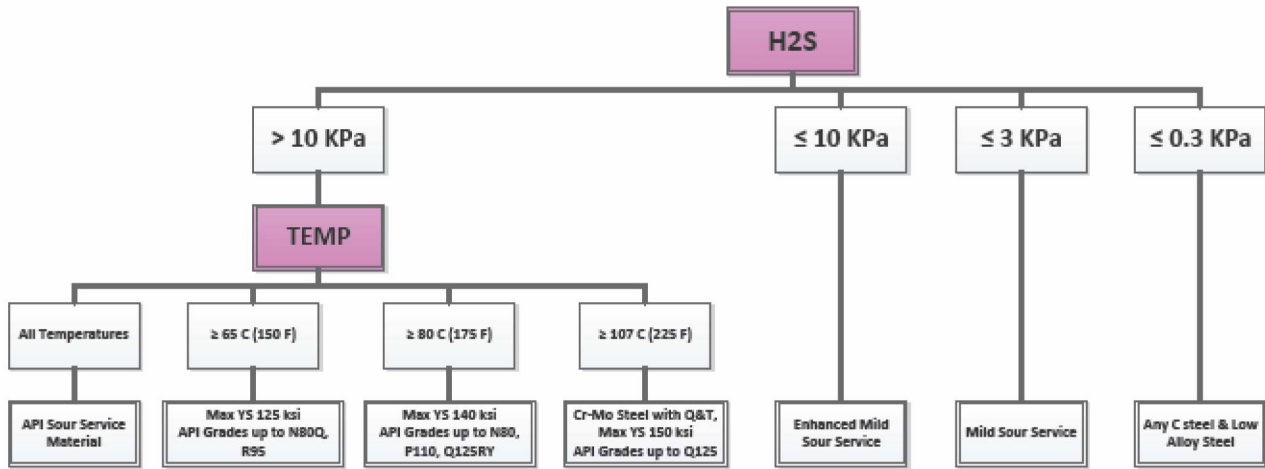 H2S
> 10 KPa
≤ 10 KPa
≤ 3 KPa
≤ 0.3 KPa
TEMP
All Temperatures
≥ 65 C (150 F)
≥ 80 C (175 F)
≥ 107 C (225 F)
API Sour Service
Material
Max YS 125 ksi
API Grades up to N80Q,
R95
Max YS 140 ksi
API Grades up to N80,
P110, Q125RY
Cr-Mo Steel with Q&T,
Max YS 150 ksi
API Grades up to Q125
Enhanced Mild
Sour Service
Mild Sour Service
Any C steel & Low
Alloy Steel